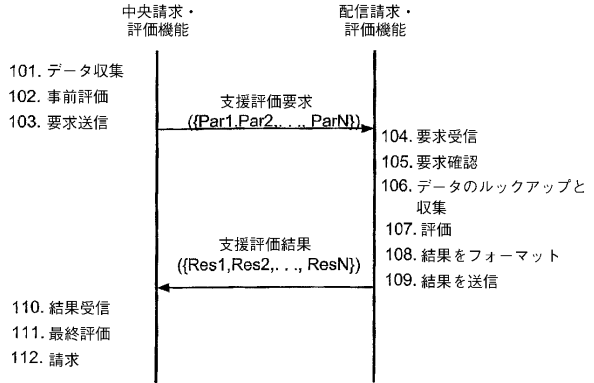 中央請求・
評価機能
配信請求・
評価機能
101. データ収集
102. 事前評価
103. 要求送信
支援評価要求
({Par1,Par2,. . ., ParN})
104. 要求受信
105. 要求確認
106. データのルックアップと
収集
107. 評価
108. 結果をフォーマット
109. 結果を送信
支援評価結果
({Res1,Res2,. . ., ResN})
110. 結果受信
111. 最終評価
112. 請求